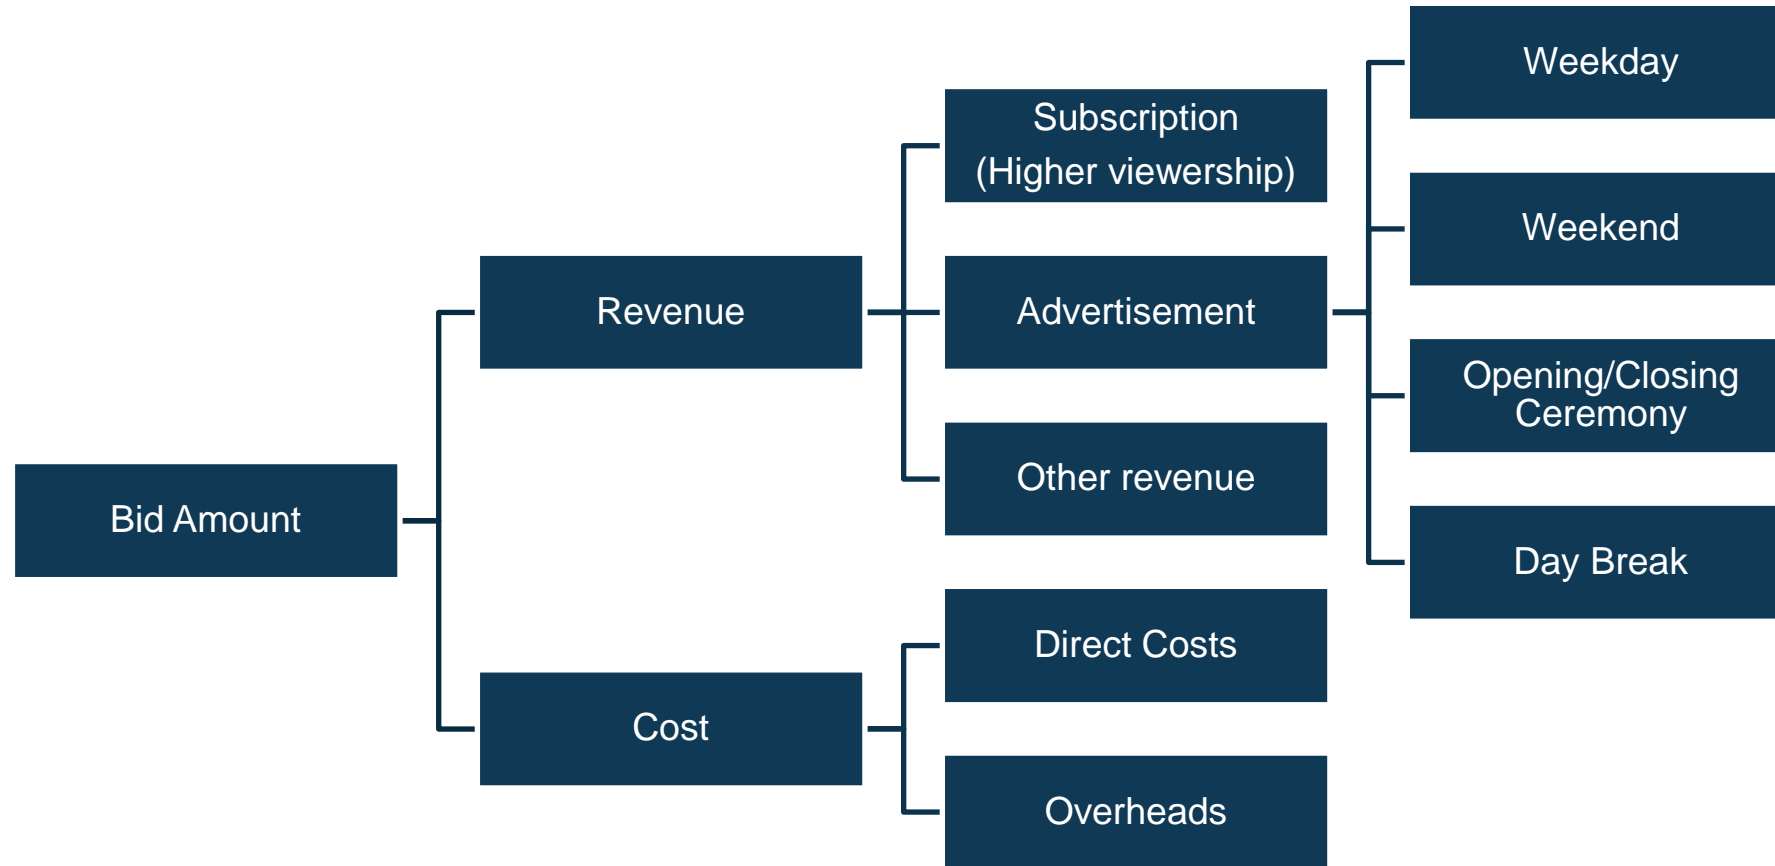 Bid Amount
Revenue
Cost
Subscription
(Higher viewership)
Advertisement
Other revenue
Direct Costs
Overheads
Weekday
Weekend
Opening/Closing
Ceremony
Day Break